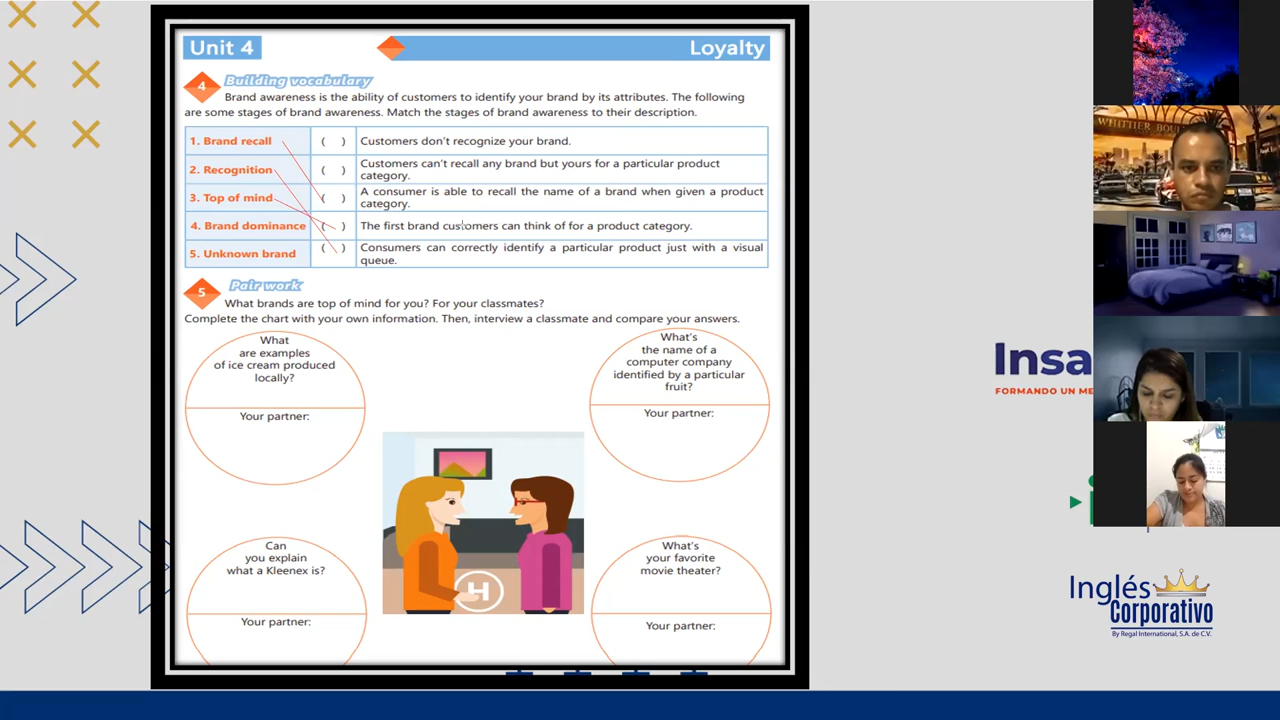 Unit 4
Loyalty
4
Building vocabulary
Brand awareness is the ability of customers to identify your brand by its attributes. The following
are some stages of brand awareness. Match the stages of brand awareness to their description.
1. Brand recall ( ) Customers don't recognize your brand.
2. Recognition ( ) Customers can't recall any brand but yours for a particular product
category.
3. Top of mind ( ) A consumer is able to recall the name of a brand when given a product
category.
4. Brand dominance ( ) The first brand customers can think of for a product category.
5. Unknown brand ( ) Consumers can correctly identify a particular product just with a visual
queue.
5
Pair work
What brands are top of mind for you? For your classmates?
Complete the chart with your own information. Then, interview a classmate and compare your answers.
What
are examples
of ice cream produced
locally?
Your partner:
What's
the name of a
computer company
identified by a particular
fruit?
Your partner:
Can
you explain
what a Kleenex is?
Your partner:
What's
your favorite
movie theater?
Your partner:
H
Insa
FORMANDO UN ME
Inglés
Corporativo
By Regal International, S.A. de C.V.
WHITTIER BOUL